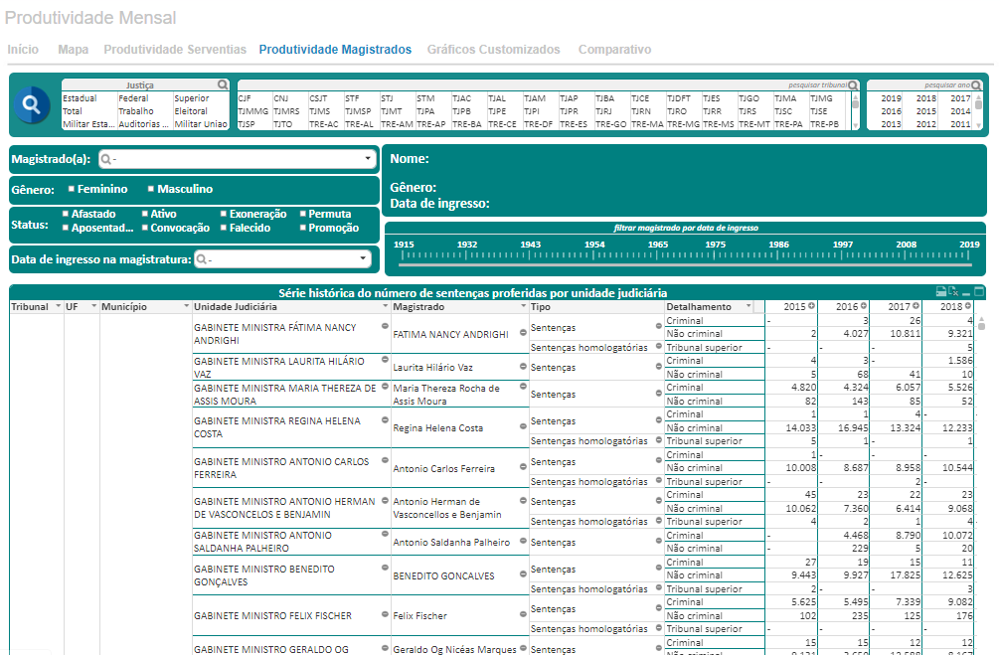 Produtividade Mensal
Início Mapa Produtividade Serventias Produtividade Magistrados Gráficos Customizados Comparativo
Justiça
Estadual Federal Superior
Total Trabalho Eleitoral
Militar Esta... Auditorias ... Militar Uniao
pesquisar tribunal
CJF CNJ CSJT STF STJ STM TJAC TJAL TJAM TJAP TJBA TJCE TJDFT TJES TJGO TJMA TJMG
TJMMG TJMRS TJMS TJMSP TJMT TJPA TJPB TJPE TJPI TJPR TJRJ TJRN TJRO TJRR TJRS TJSC TJSE
TJSP TJTO TRE-AC TRE-AL TRE-AM TRE-AP TRE-BA TRE-CE TRE-DF TRE-ES TRE-GO TRE-MA TRE-MG TRE-MS TRE-MT TRE-PA TRE-PB
pesquisar ano
2019 2018 2017
2016 2015 2014
2013 2012 2011
Magistrado(a): -
Gênero: Feminino Masculino
Status: Afastado Ativo Exoneração Permuta
Aposentad... Convocação Falecido Promoção
Data de ingresso na magistratura: -
Nome:
Gênero:
Data de ingresso:
filtrar magistrado por data de ingresso
1915 1932 1943 1954 1965 1975 1986 1997 2008 2019
Série histórica do número de sentenças proferidas por unidade judiciária
Tribunal UF Município Unidade Judiciária Magistrado Tipo Detalhamento 2015 2016 2017 2018
GABINETE MINISTRA FÁTIMA NANCY ANDRIGHI FATIMA NANCY ANDRIGHI Sentenças Criminal - 3 26 4
Não criminal 2 4.027 10.811 9.321
Sentenças homologatórias Tribunal superior - - - 5
GABINETE MINISTRA LAURITA HILÁRIO VAZ Laurita Hilário Vaz Sentenças Criminal 4 3 - 1.586
Não criminal 5 68 41 10
GABINETE MINISTRA MARIA THEREZA DE ASSIS MOURA Maria Thereza Rocha de Assis Moura Sentenças Criminal 4.820 4.324 6.057 5.526
Não criminal 82 143 85 52
GABINETE MINISTRA REGINA HELENA COSTA Regina Helena Costa Sentenças Criminal 1 1 4 -
Não criminal 14.033 16.945 13.324 12.233
Sentenças homologatórias Tribunal superior 5 1 - 1
GABINETE MINISTRO ANTONIO CARLOS FERREIRA Antonio Carlos Ferreira Sentenças Criminal 1 - - -
Não criminal 10.008 8.687 8.958 10.544
Sentenças homologatórias Tribunal superior - - 2 -
GABINETE MINISTRO ANTONIO HERMAN DE VASCONCELOS E BENJAMIN Antonio Herman de Vasconcellos e Benjamin Sentenças Criminal 45 23 22 23
Não criminal 10.062 7.360 6.414 9.068
Sentenças homologatórias Tribunal superior 4 2 1 4
GABINETE MINISTRO ANTONIO SALDANHA PALHEIRO Antonio Saldanha Palheiro Sentenças Criminal - 4.468 8.790 10.072
Não criminal - 229 5 20
GABINETE MINISTRO BENEDITO GONÇALVES BENEDITO GONCALVES Sentenças Criminal 27 19 15 11
Não criminal 9.443 9.927 17.825 12.625
Sentenças homologatórias Tribunal superior 2 - - 3
GABINETE MINISTRO FELIX FISCHER Felix Fischer Sentenças Criminal 5.625 5.495 7.339 9.082
Não criminal 102 235 125 176
Sentenças homologatórias Tribunal superior - - - -
GABINETE MINISTRO GERALDO OG Geraldo Og Nicéas Marques Sentenças Criminal 15 15 12 12
Não criminal